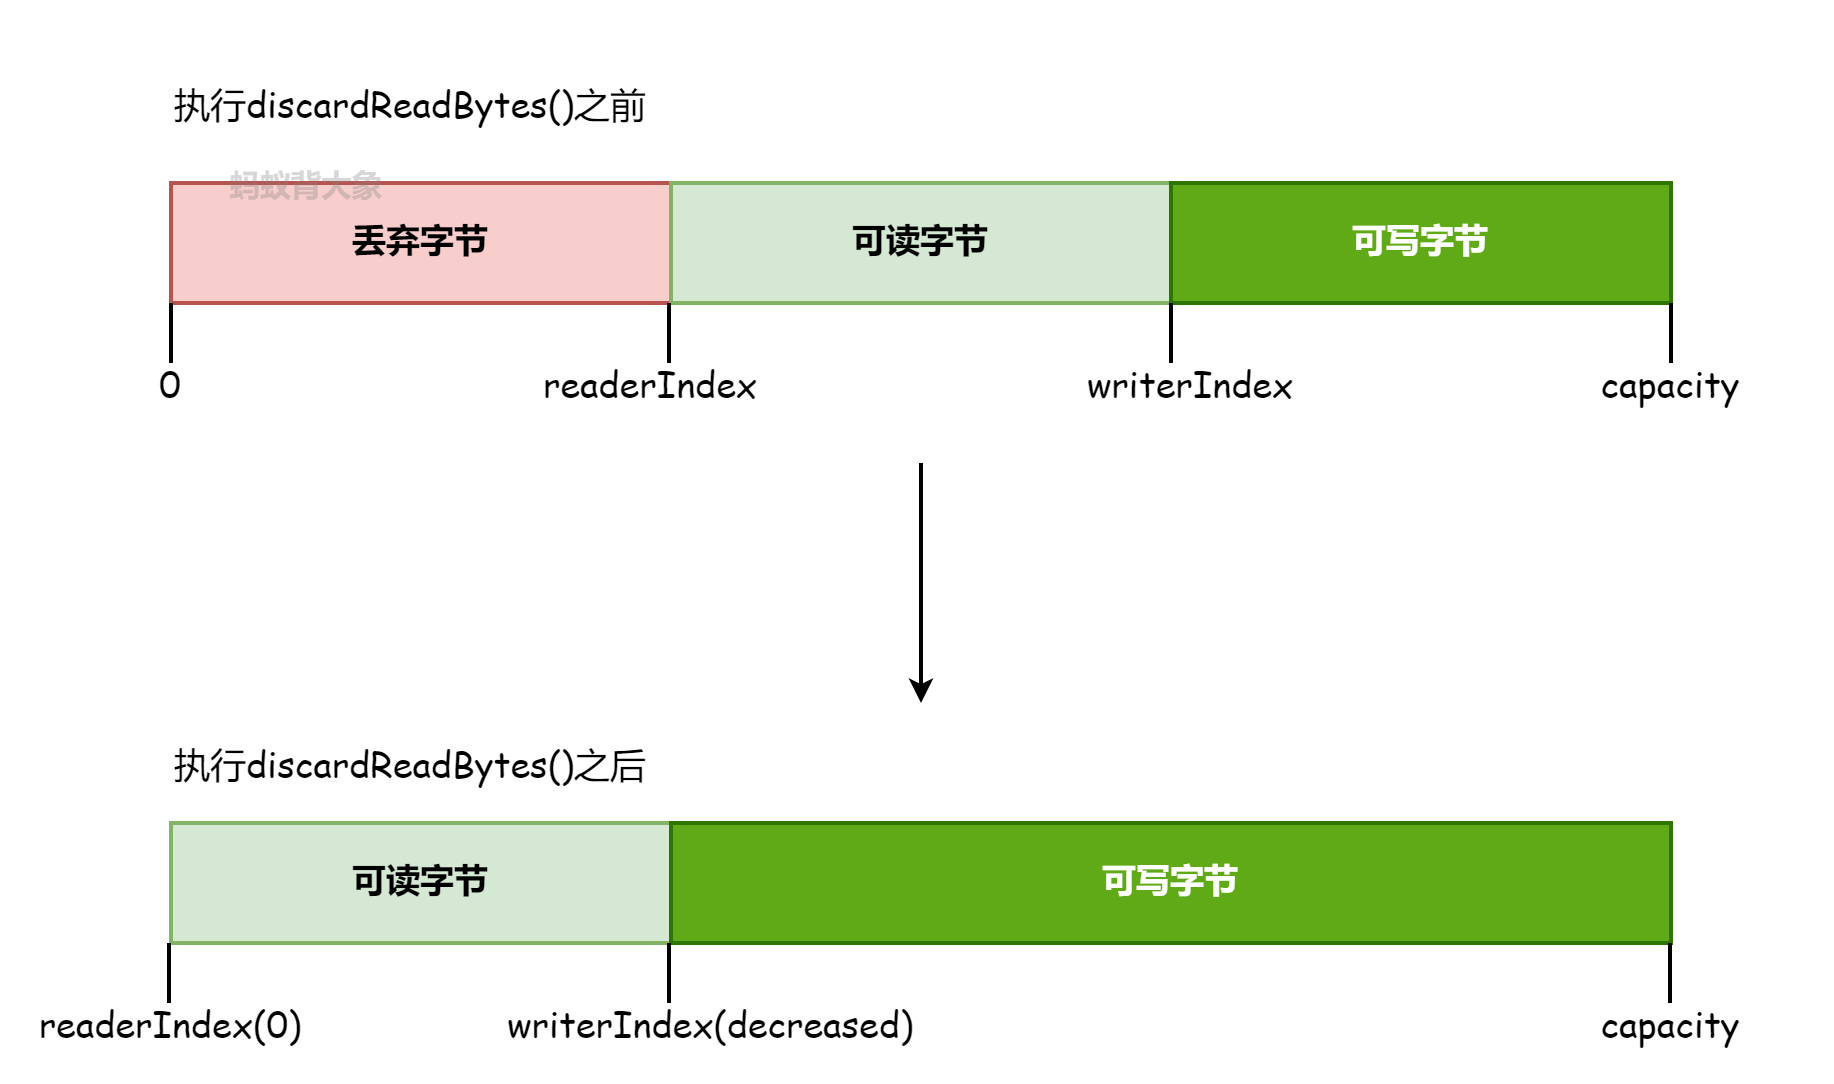 执行discardReadBytes()之前
蚂蚁背大象
丢弃字节 可读字节 可写字节
0 readerIndex writerIndex capacity
执行discardReadBytes()之后
可读字节 可写字节
readerIndex(0) writerIndex(decreased) capacity